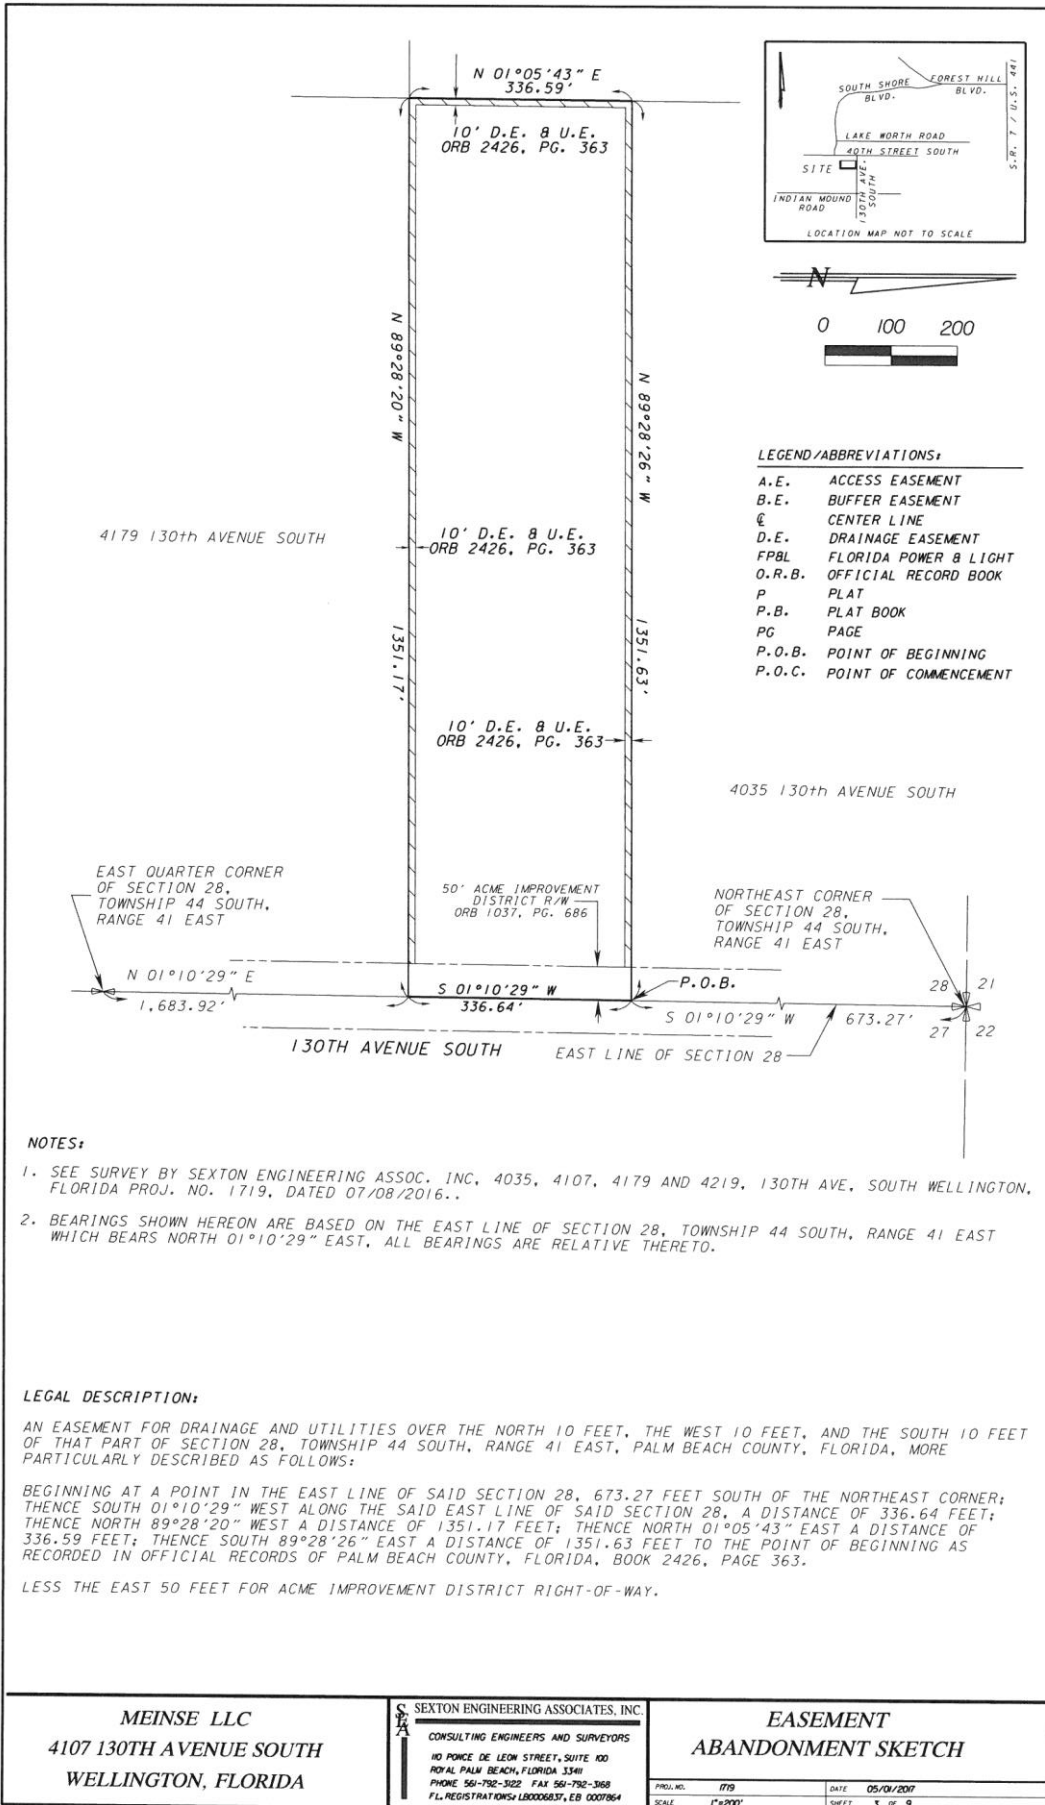 N 01°05'43" E
336.59'
10' D.E. & U.E.
ORB 2426, PG. 363
SOUTH SHORE
BLVD.
FOREST HILL
BLVD.
S.R. 7 / U.S. 441
LAKE WORTH ROAD
40TH STREET SOUTH
SITE
130TH AVE.
SOUTH
INDIAN MOUND
ROAD
LOCATION MAP NOT TO SCALE
N
0 100 200
N 89°28'20" W
N 89°28'26" W
LEGEND/ABBREVIATIONS:
A.E. ACCESS EASEMENT
B.E. BUFFER EASEMENT
℄ CENTER LINE
D.E. DRAINAGE EASEMENT
FP&L FLORIDA POWER & LIGHT
O.R.B. OFFICIAL RECORD BOOK
P PLAT
P.B. PLAT BOOK
PG PAGE
P.O.B. POINT OF BEGINNING
P.O.C. POINT OF COMMENCEMENT
4179 130th AVENUE SOUTH
10' D.E. & U.E.
ORB 2426, PG. 363
1351.17'
1351.63'
10' D.E. & U.E.
ORB 2426, PG. 363
4035 130th AVENUE SOUTH
EAST QUARTER CORNER
OF SECTION 28,
TOWNSHIP 44 SOUTH,
RANGE 41 EAST
50' ACME IMPROVEMENT
DISTRICT R/W
ORB 1037, PG. 686
NORTHEAST CORNER
OF SECTION 28,
TOWNSHIP 44 SOUTH,
RANGE 41 EAST
N 01°10'29" E
1,683.92'
S 01°10'29" W
336.64'
P.O.B.
S 01°10'29" W 673.27'
28 21
27 22
130TH AVENUE SOUTH
EAST LINE OF SECTION 28
NOTES:
1. SEE SURVEY BY SEXTON ENGINEERING ASSOC. INC, 4035, 4107, 4179 AND 4219, 130TH AVE, SOUTH WELLINGTON,
FLORIDA PROJ. NO. 1719, DATED 07/08/2016..
2. BEARINGS SHOWN HEREON ARE BASED ON THE EAST LINE OF SECTION 28, TOWNSHIP 44 SOUTH, RANGE 41 EAST
WHICH BEARS NORTH 01°10'29" EAST, ALL BEARINGS ARE RELATIVE THERETO.
LEGAL DESCRIPTION:
AN EASEMENT FOR DRAINAGE AND UTILITIES OVER THE NORTH 10 FEET, THE WEST 10 FEET, AND THE SOUTH 10 FEET
OF THAT PART OF SECTION 28, TOWNSHIP 44 SOUTH, RANGE 41 EAST, PALM BEACH COUNTY, FLORIDA, MORE
PARTICULARLY DESCRIBED AS FOLLOWS:
BEGINNING AT A POINT IN THE EAST LINE OF SAID SECTION 28, 673.27 FEET SOUTH OF THE NORTHEAST CORNER;
THENCE SOUTH 01°10'29" WEST ALONG THE SAID EAST LINE OF SAID SECTION 28, A DISTANCE OF 336.64 FEET;
THENCE NORTH 89°28'20" WEST A DISTANCE OF 1351.17 FEET; THENCE NORTH 01°05'43" EAST A DISTANCE OF
336.59 FEET; THENCE SOUTH 89°28'26" EAST A DISTANCE OF 1351.63 FEET TO THE POINT OF BEGINNING AS
RECORDED IN OFFICIAL RECORDS OF PALM BEACH COUNTY, FLORIDA, BOOK 2426, PAGE 363.
LESS THE EAST 50 FEET FOR ACME IMPROVEMENT DISTRICT RIGHT-OF-WAY.
MEINSE LLC
4107 130TH AVENUE SOUTH
WELLINGTON, FLORIDA
SEA
SEXTON ENGINEERING ASSOCIATES, INC.
CONSULTING ENGINEERS AND SURVEYORS
110 PONCE DE LEON STREET, SUITE 100
ROYAL PALM BEACH, FLORIDA 33411
PHONE 561-792-3122 FAX 561-792-3168
FL. REGISTRATIONS: LB0006837, EB 0007864
EASEMENT
ABANDONMENT SKETCH
PROJ. NO. 1719
DATE 05/01/2017
SCALE 1"=200'
SHEET 3 OF 9